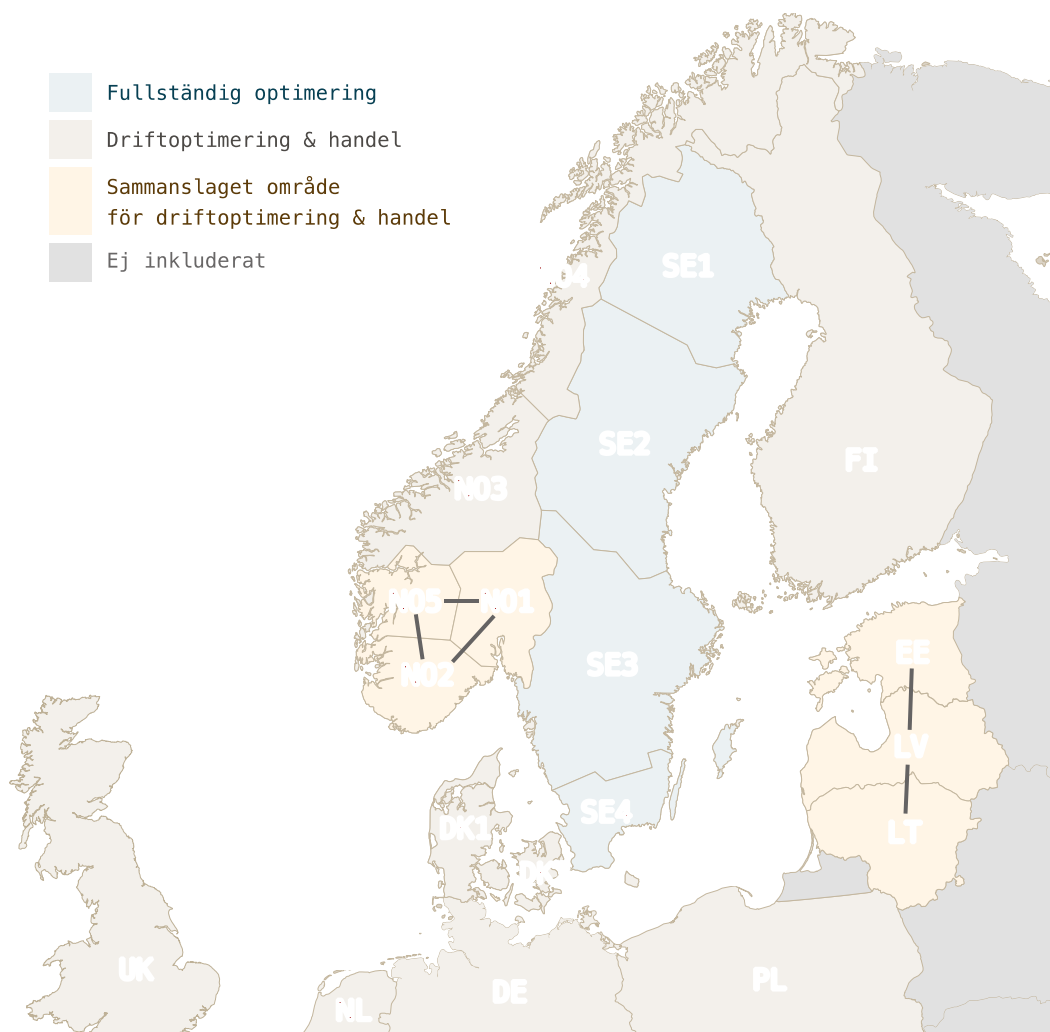 Fullständig optimering
Driftoptimering & handel
Sammanslaget område
för driftoptimering & handel
Ej inkluderat
SE1
NO4
SE2
FI
NO3
NO5
NO1
EE
SE3
NO2
LV
SE4
DK1
LT
UK
PL
DE
NL